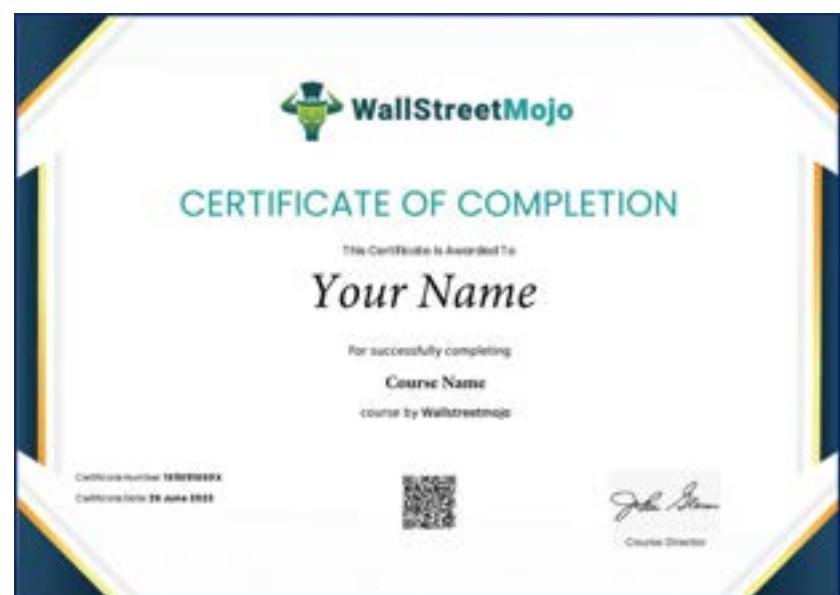 WallStreetMojo
CERTIFICATE OF COMPLETION
This Certificate Is Awarded To
Your Name
For successfully completing
Course Name
course by Wallstreetmojo
Certificate Number
Certificate Date 26 June 2023
Course Director